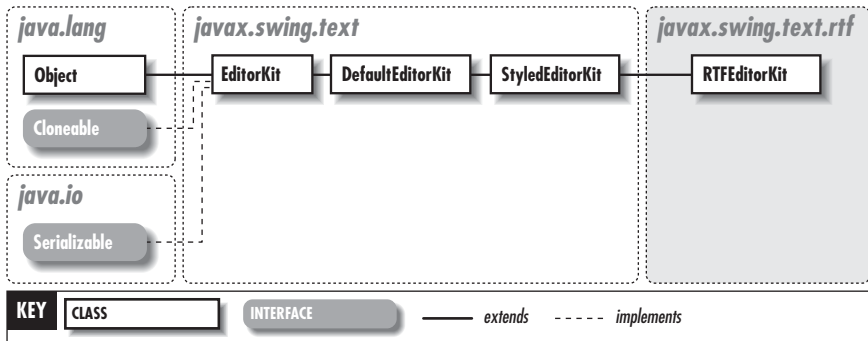 java.lang
javax.swing.text
javax.swing.text.rtf
Object
EditorKit
DefaultEditorKit
StyledEditorKit
RTFEditorKit
Cloneable
java.io
Serializable
KEY
CLASS
INTERFACE
extends
implements